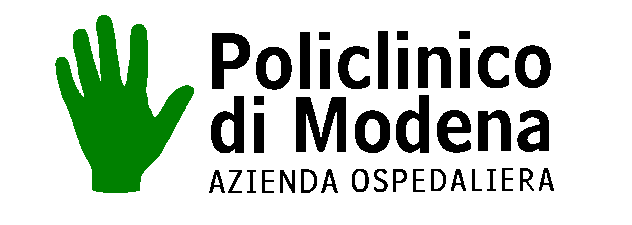 Policlinico
di Modena
AZIENDA OSPEDALIERA